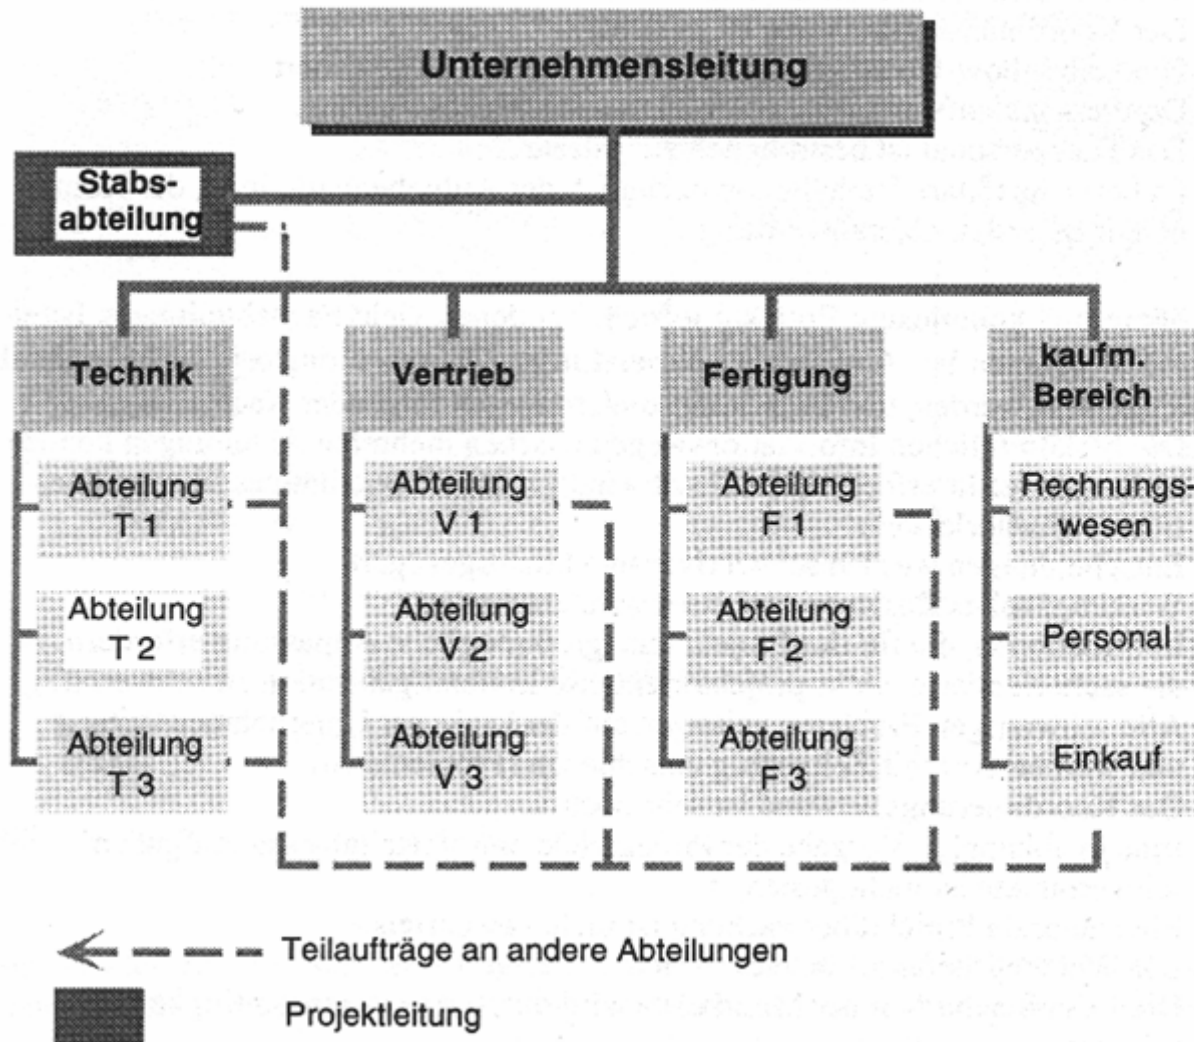 Unternehmensleitung
Stabs-
abteilung
Technik
Vertrieb
Fertigung
kaufm.
Bereich
Abteilung
T 1
Abteilung
V 1
Abteilung
F 1
Rechnungs-
wesen
Abteilung
T 2
Abteilung
V 2
Abteilung
F 2
Personal
Abteilung
T 3
Abteilung
V 3
Abteilung
F 3
Einkauf
Teilaufträge an andere Abteilungen
Projektleitung